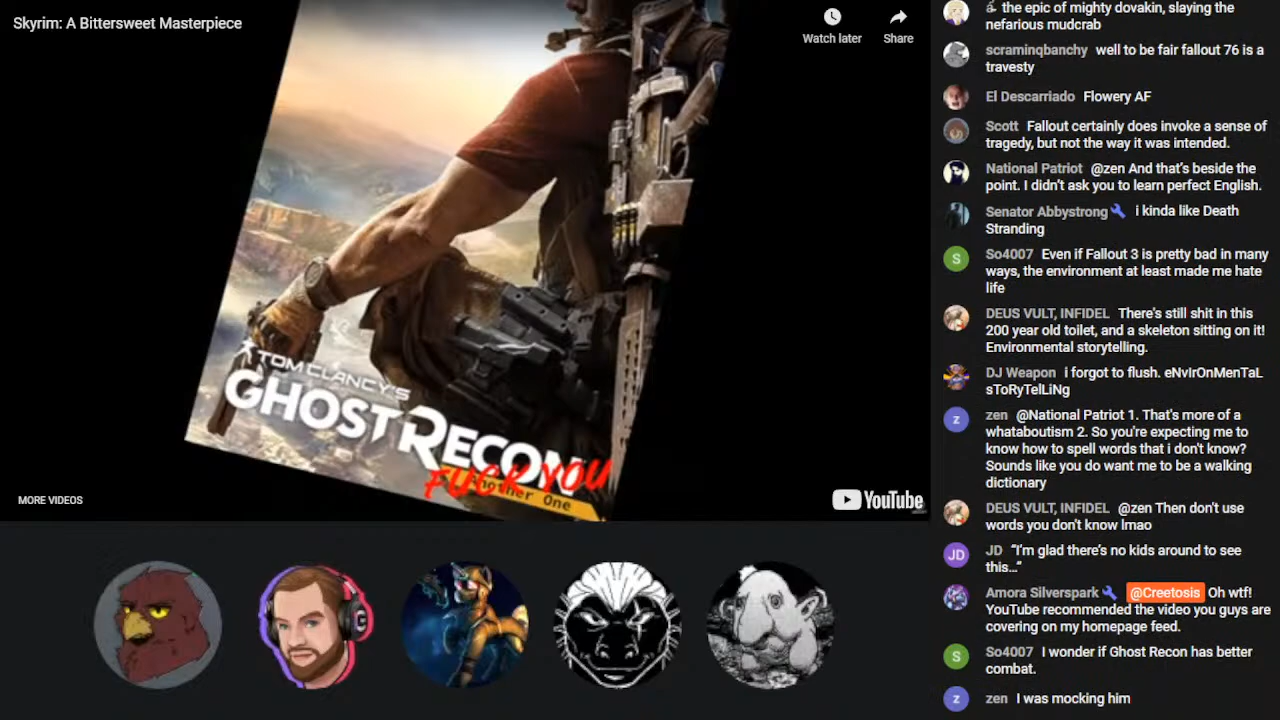 Skyrim: A Bittersweet Masterpiece
Watch later
Share
TOM CLANCY'S
GHOST RECON
FUCK YOU
Another One
MORE VIDEOS
YouTube
the epic of mighty dovakin, slaying the
nefarious mudcrab
scraminqbanchy well to be fair fallout 76 is a
travesty
El Descarriado Flowery AF
Scott Fallout certainly does invoke a sense of
tragedy, but not the way it was intended.
National Patriot @zen And that's beside the
point. I didn't ask you to learn perfect English.
Senator Abbystrong i kinda like Death
Stranding
S
So4007 Even if Fallout 3 is pretty bad in many
ways, the environment at least made me hate
life
DEUS VULT, INFIDEL There's still shit in this
200 year old toilet, and a skeleton sitting on it!
Environmental storytelling.
DJ Weapon i forgot to flush. eNvIrOnMenTaL
sToRyTelLiNg
z
zen @National Patriot 1. That's more of a
whataboutism 2. So you're expecting me to
know how to spell words that i don't know?
Sounds like you do want me to be a walking
dictionary
DEUS VULT, INFIDEL @zen Then don't use
words you don't know lmao
JD
JD “I'm glad there's no kids around to see
this…“
Amora Silverspark @Creetosis Oh wtf!
YouTube recommended the video you guys are
covering on my homepage feed.
S
So4007 I wonder if Ghost Recon has better
combat.
z
zen I was mocking him